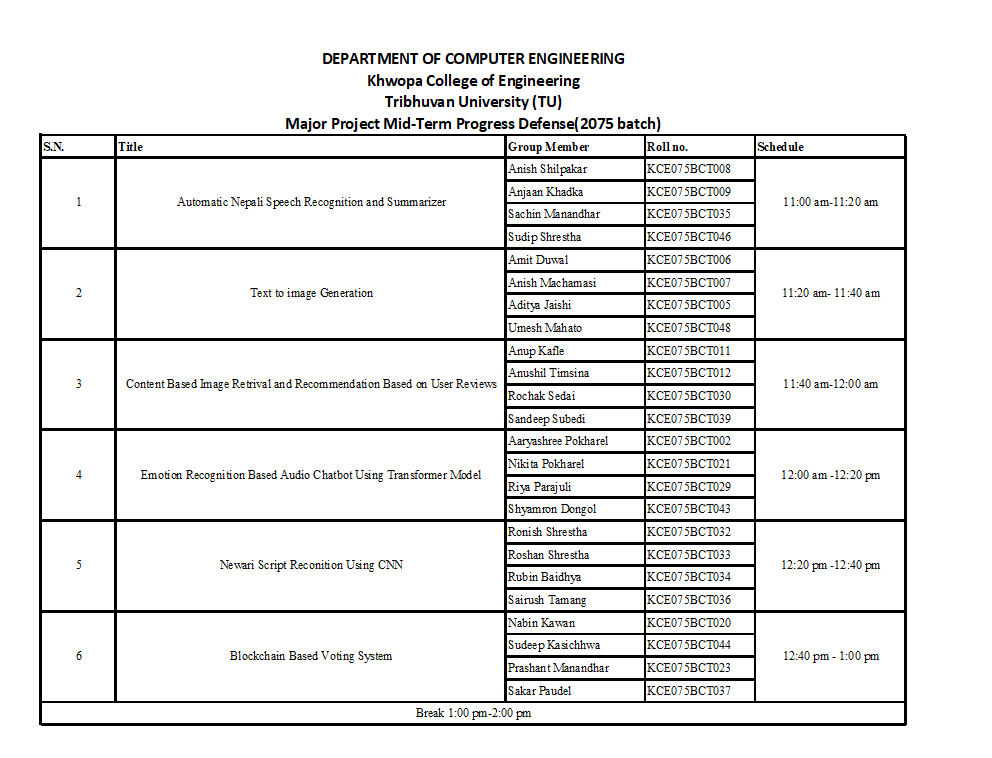 DEPARTMENT OF COMPUTER ENGINEERING
Khwopa College of Engineering
Tribhuvan University (TU)
Major Project Mid-Term Progress Defense(2075 batch)
S.N. Title Group Member Roll no. Schedule
1 Automatic Nepali Speech Recognition and Summarizer 11:00 am-11:20 am
Anish Shilpakar KCE075BCT008
Anjaan Khadka KCE075BCT009
Sachin Manandhar KCE075BCT035
Sudip Shrestha KCE075BCT046
2 Text to image Generation 11:20 am- 11:40 am
Amit Duwal KCE075BCT006
Anish Machamasi KCE075BCT007
Aditya Jaishi KCE075BCT005
Umesh Mahato KCE075BCT048
3 Content Based Image Retrival and Recommendation Based on User Reviews 11:40 am-12:00 am
Anup Kafle KCE075BCT011
Anushil Timsina KCE075BCT012
Rochak Sedai KCE075BCT030
Sandeep Subedi KCE075BCT039
4 Emotion Recognition Based Audio Chatbot Using Transformer Model 12:00 am -12:20 pm
Aaryashree Pokharel KCE075BCT002
Nikita Pokharel KCE075BCT021
Riya Parajuli KCE075BCT029
Shyamron Dongol KCE075BCT043
5 Newari Script Reconition Using CNN 12:20 pm -12:40 pm
Ronish Shrestha KCE075BCT032
Roshan Shrestha KCE075BCT033
Rubin Baidhya KCE075BCT034
Sairush Tamang KCE075BCT036
6 Blockchain Based Voting System 12:40 pm - 1:00 pm
Nabin Kawan KCE075BCT020
Sudeep Kasichhwa KCE075BCT044
Prashant Manandhar KCE075BCT023
Sakar Paudel KCE075BCT037
Break 1:00 pm-2:00 pm